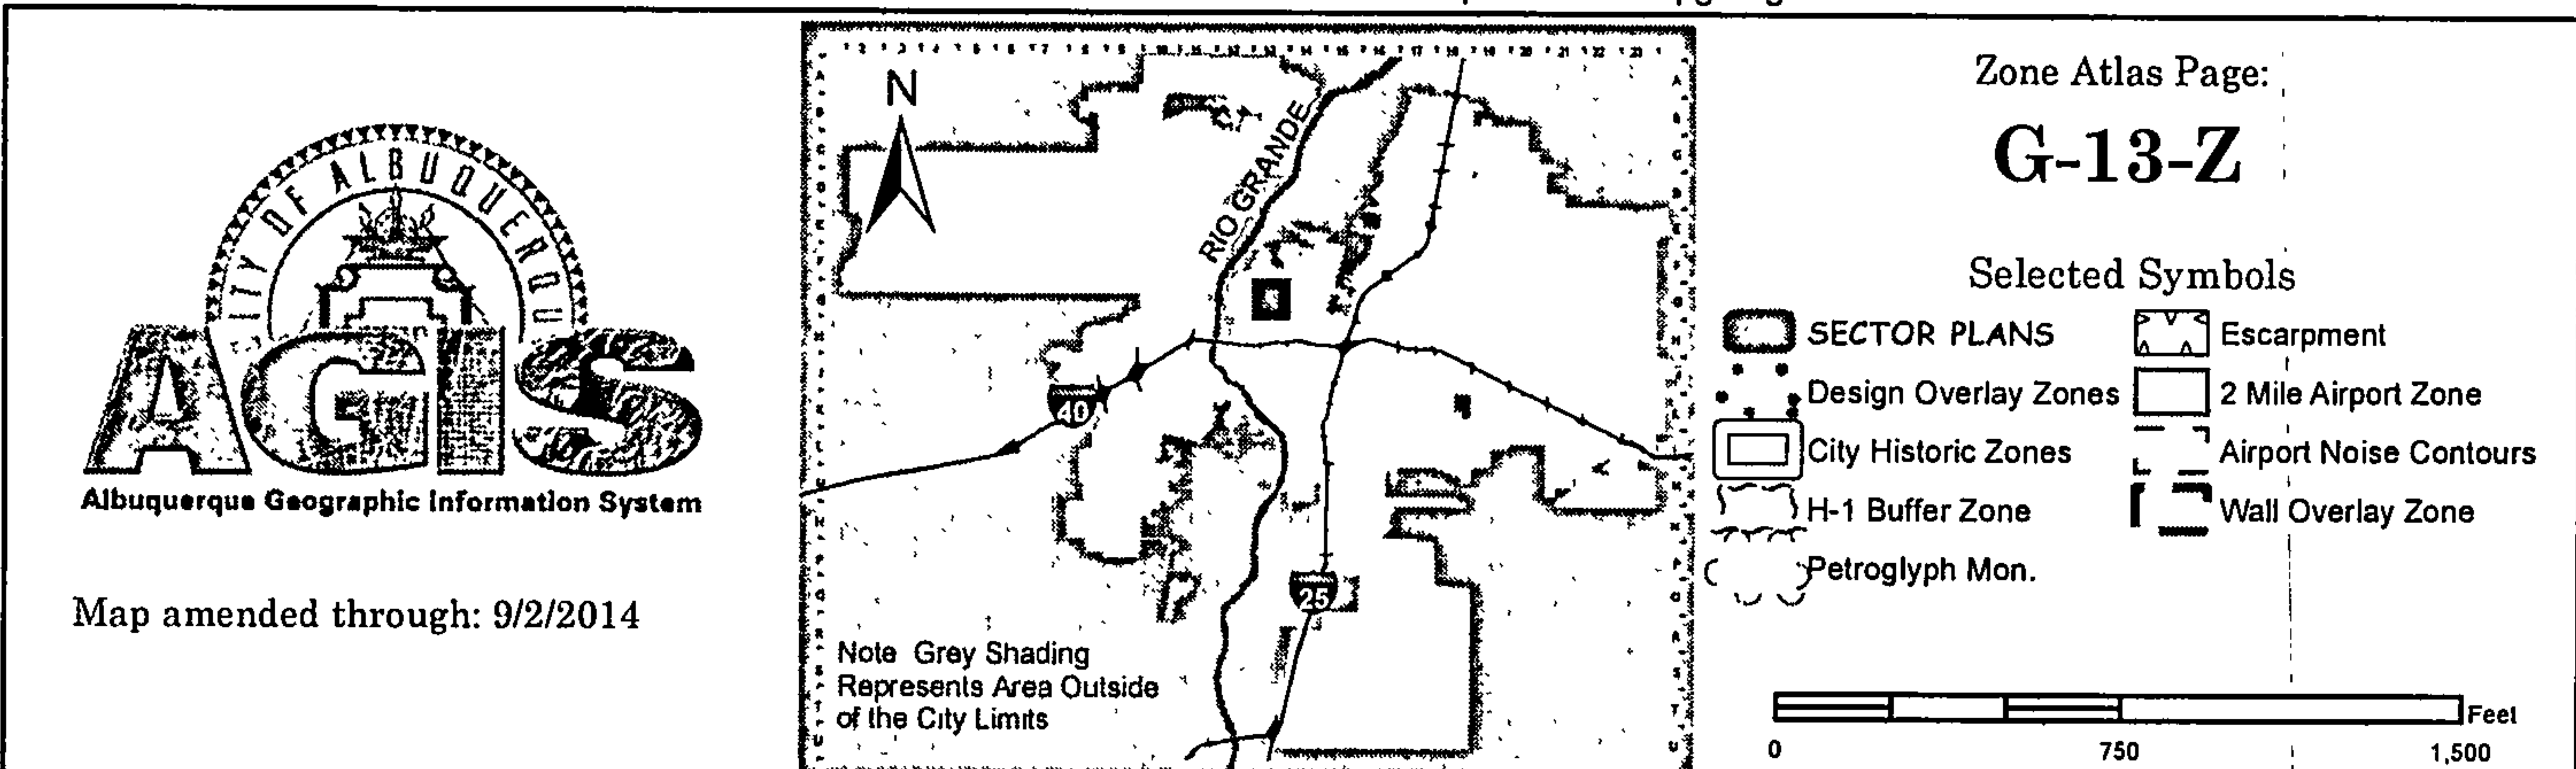 CITY OF ALBUQUERQU
AGIS
Albuquerque Geographic Information System
Map amended through: 9/2/2014
N
RIO GRANDE
40
25
Note Grey Shading
Represents Area Outside
of the City Limits
Zone Atlas Page:
G-13-Z
Selected Symbols
SECTOR PLANS
Design Overlay Zones
City Historic Zones
H-1 Buffer Zone
Petroglyph Mon.
Escarpment
2 Mile Airport Zone
Airport Noise Contours
Wall Overlay Zone
Feet
0 750 1,500